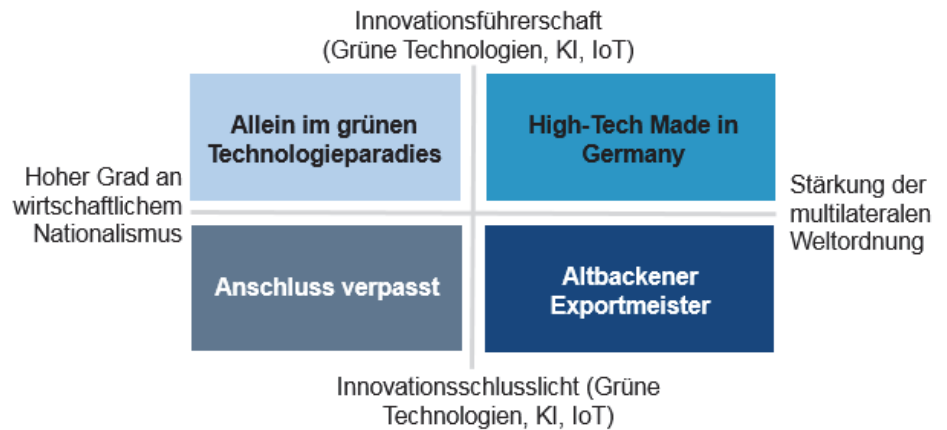 Innovationsführerschaft
(Grüne Technologien, KI, IoT)
Allein im grünen
Technologieparadies
High-Tech Made in
Germany
Hoher Grad an
wirtschaftlichem
Nationalismus
Stärkung der
multilateralen
Weltordnung
Anschluss verpasst
Altbackener
Exportmeister
Innovationsschlusslicht (Grüne
Technologien, KI, IoT)